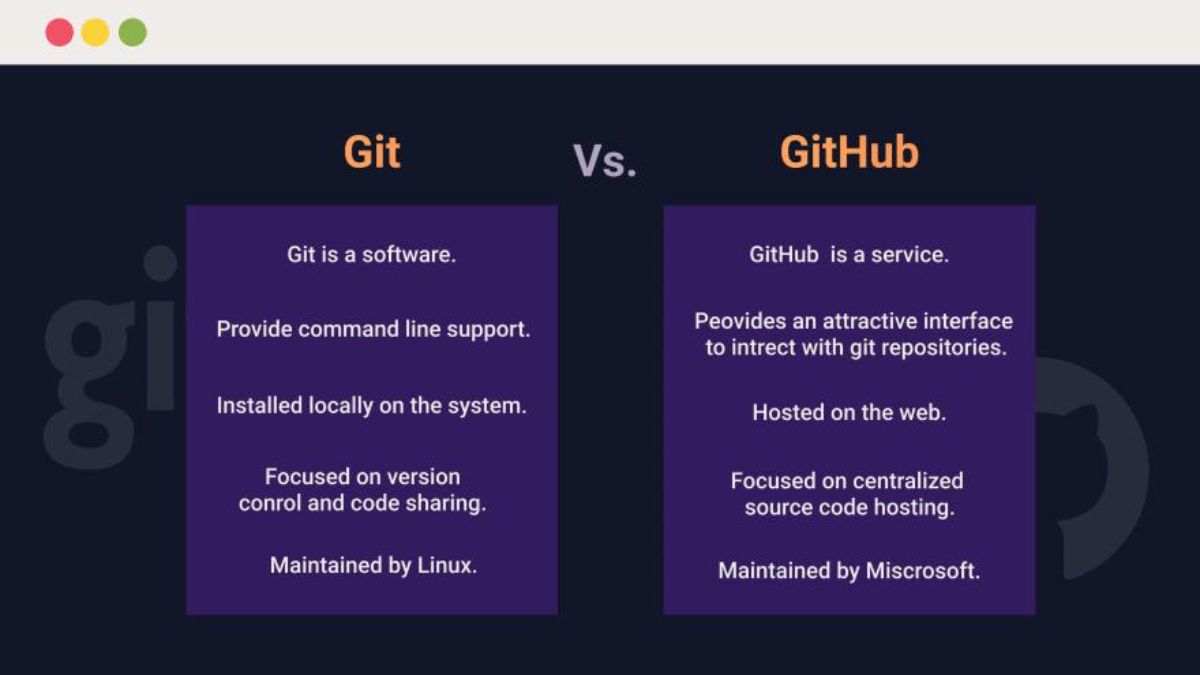 Git
Vs.
GitHub
Git is a software.
Provide command line support.
Installed locally on the system.
Focused on version
conrol and code sharing.
Maintained by Linux.
GitHub is a service.
Peovides an attractive interface
to intrect with git repositories.
Hosted on the web.
Focused on centralized
source code hosting.
Maintained by Miscrosoft.
gi